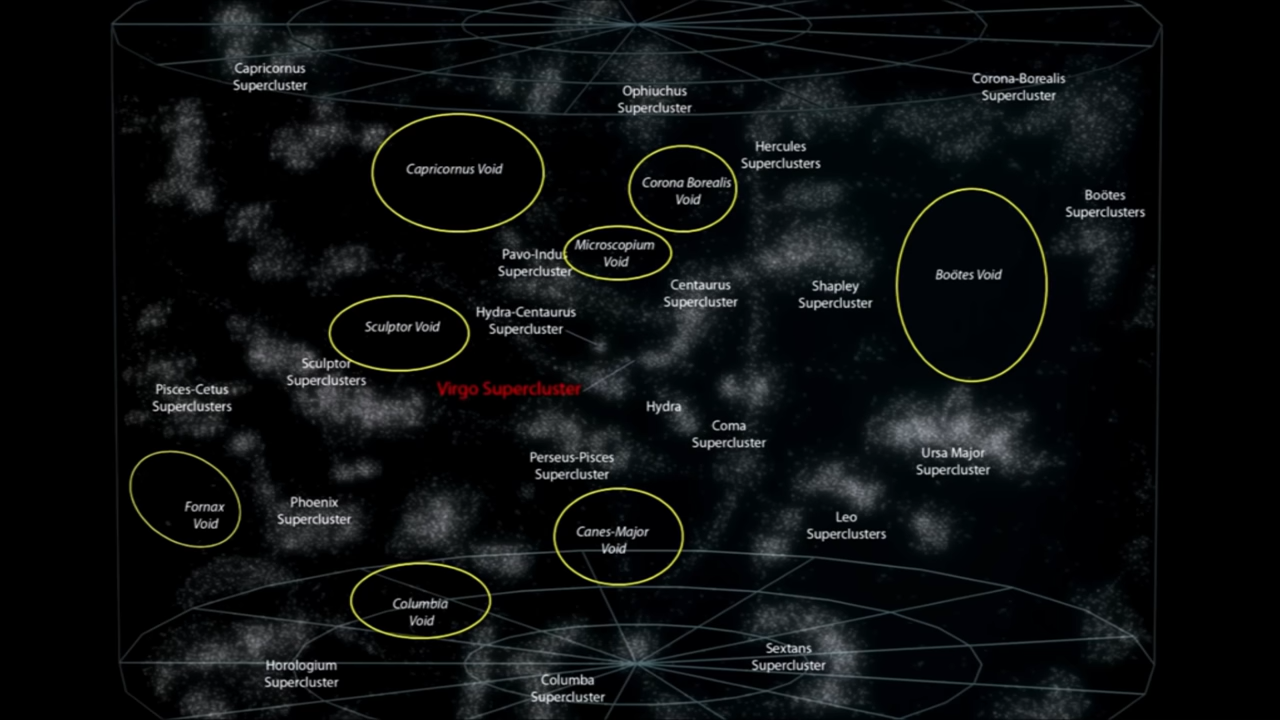 Capricornus
Supercluster
Ophiuchus
Supercluster
Corona-Borealis
Supercluster
Capricornus Void
Hercules
Superclusters
Corona Borealis
Void
Boötes
Superclusters
Microscopium
Void
Pavo-Indus
Supercluster
Boötes Void
Centaurus
Supercluster
Shapley
Supercluster
Hydra-Centaurus
Supercluster
Sculptor Void
Sculptor
Superclusters
Virgo Supercluster
Pisces-Cetus
Superclusters
Hydra
Coma
Supercluster
Perseus-Pisces
Supercluster
Ursa Major
Supercluster
Fornax
Void
Phoenix
Supercluster
Canes-Major
Void
Leo
Superclusters
Columbia
Void
Horologium
Supercluster
Columba
Supercluster
Sextans
Supercluster